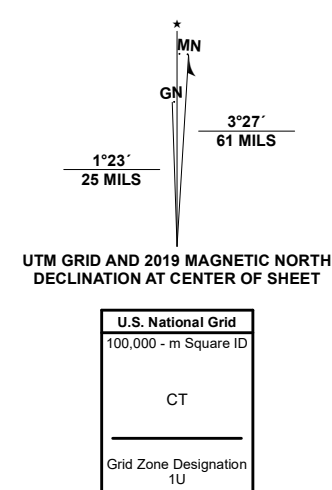 ★
MN
GN
3°27´
61 MILS
1°23´
25 MILS
UTM GRID AND 2019 MAGNETIC NORTH
DECLINATION AT CENTER OF SHEET
U.S. National Grid
100,000 - m Square ID
CT
Grid Zone Designation
1U